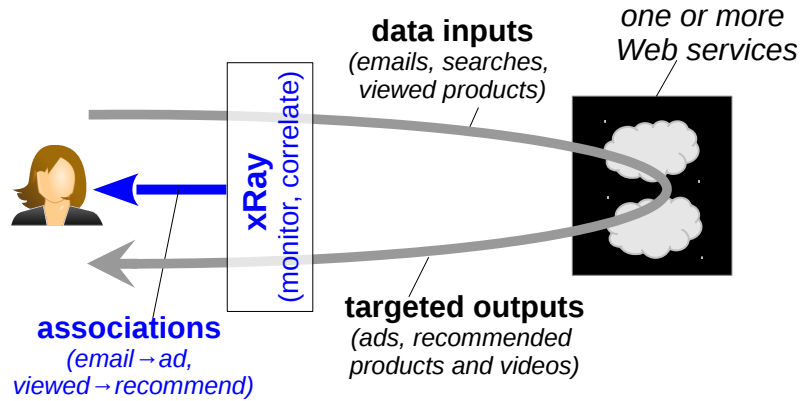 data inputs
(emails, searches,
viewed products)
one or more
Web services
xRay
(monitor, correlate)
associations
(email→ad,
viewed→recommend)
targeted outputs
(ads, recommended
products and videos)